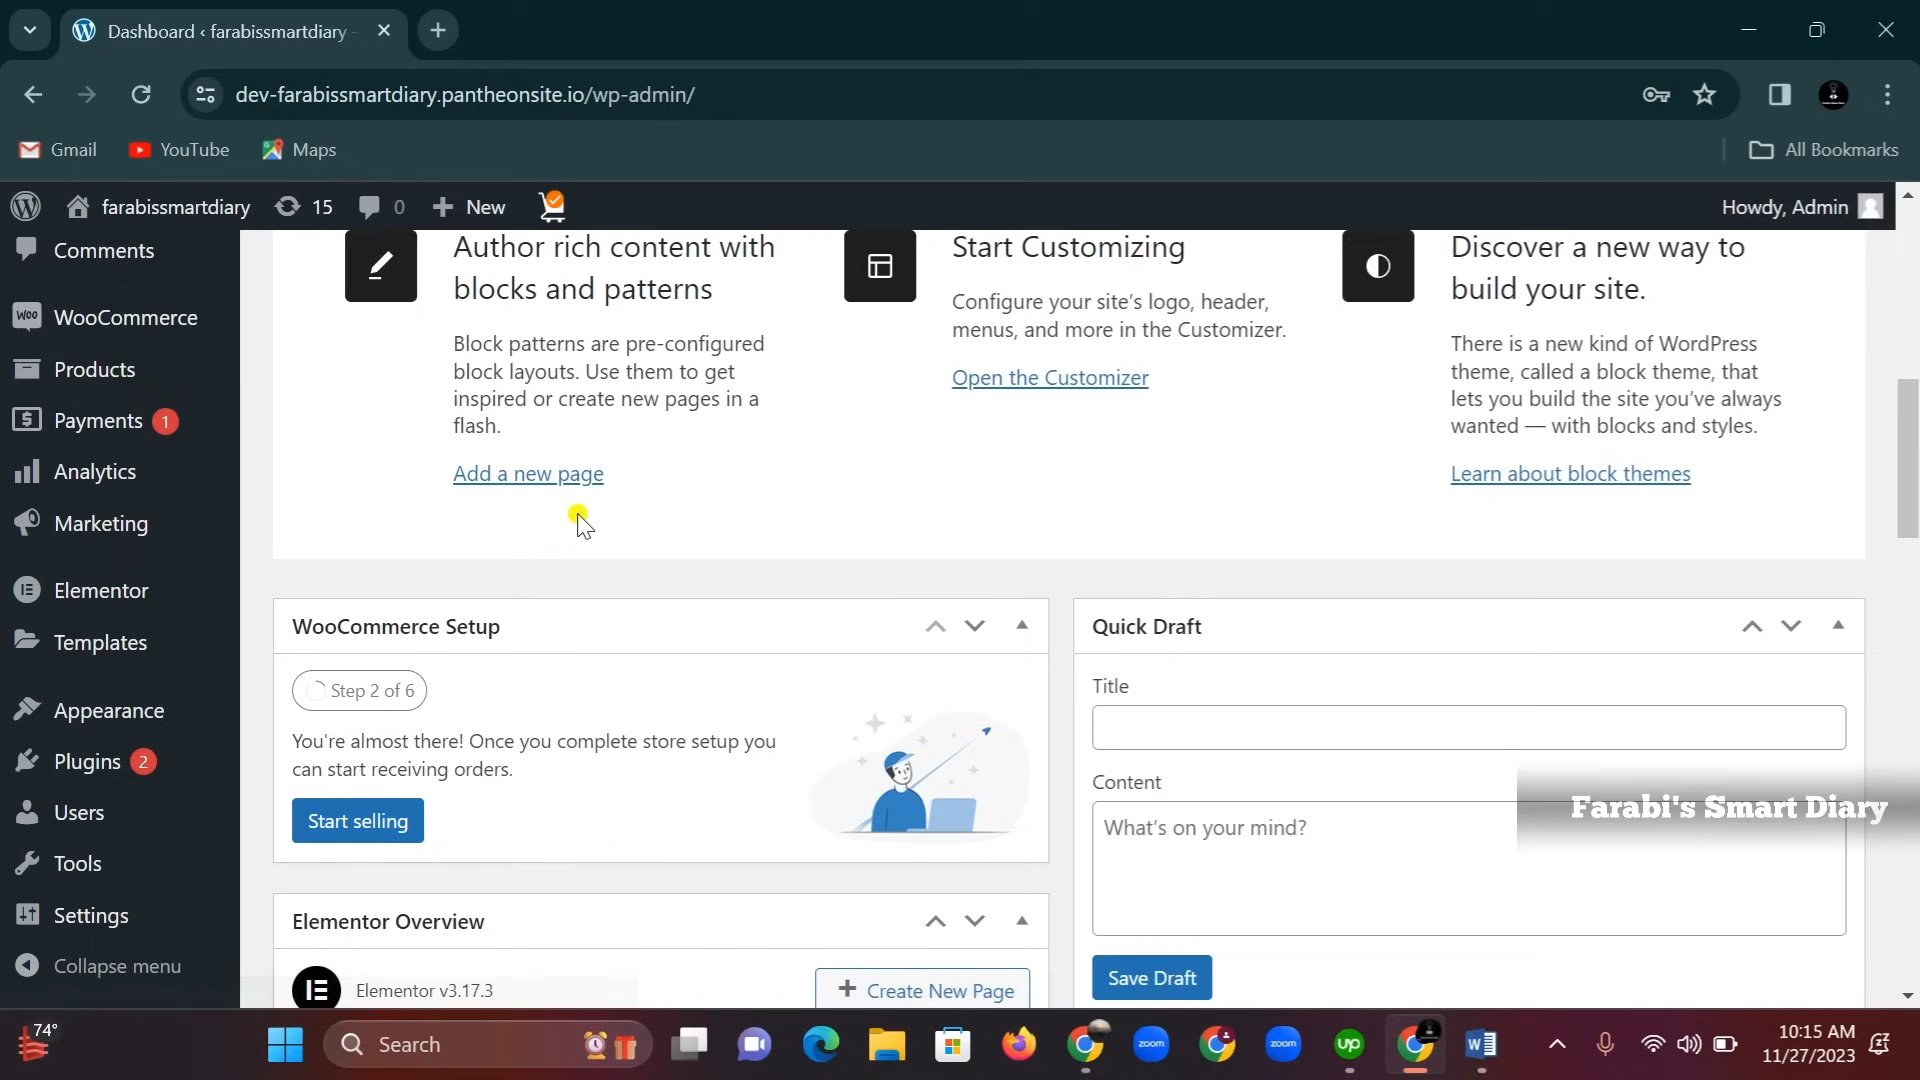 Dashboard ‹ farabissmartdiary -
dev-farabissmartdiary.pantheonsite.io/wp-admin/
Gmail
YouTube
Maps
All Bookmarks
farabissmartdiary
15
0
New
Howdy, Admin
Comments
WooCommerce
Products
Payments 1
Analytics
Marketing
Elementor
Templates
Appearance
Plugins 2
Users
Tools
Settings
Collapse menu
Author rich content with
blocks and patterns
Block patterns are pre-configured
block layouts. Use them to get
inspired or create new pages in a
flash.
Add a new page
Start Customizing
Configure your site's logo, header,
menus, and more in the Customizer.
Open the Customizer
Discover a new way to
build your site.
There is a new kind of WordPress
theme, called a block theme, that
lets you build the site you've always
wanted — with blocks and styles.
Learn about block themes
WooCommerce Setup
Step 2 of 6
You're almost there! Once you complete store setup you
can start receiving orders.
Start selling
Elementor Overview
Elementor v3.17.3
Create New Page
Quick Draft
Title
Content
What's on your mind?
Save Draft
Farabi's Smart Diary
74°
Search
zoom
zoom
up
10:15 AM
11/27/2023